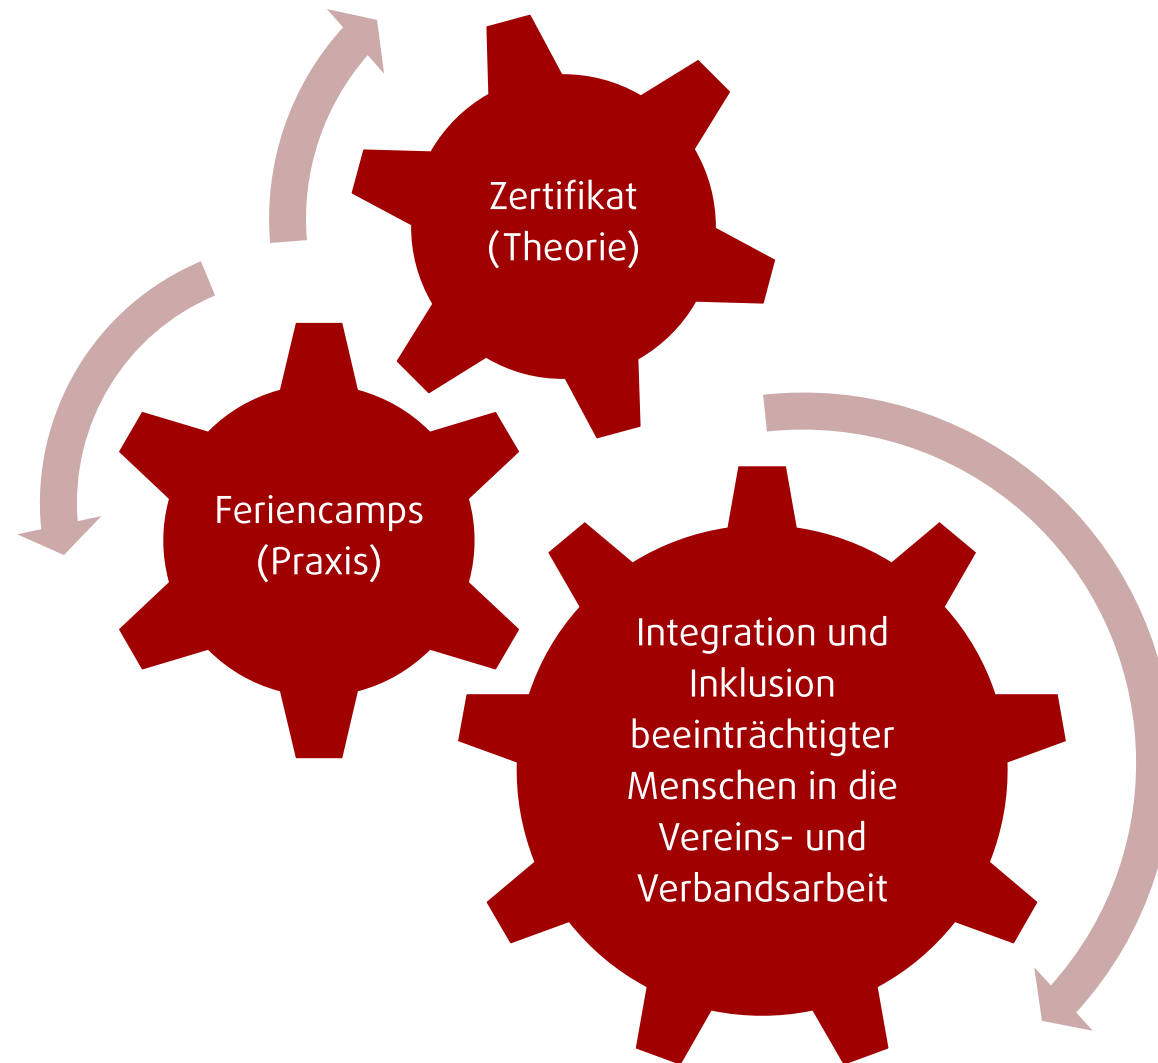 Zertifikat
(Theorie)
Feriencamps
(Praxis)
Integration und
Inklusion
beeinträchtigter
Menschen in die
Vereins- und
Verbandsarbeit